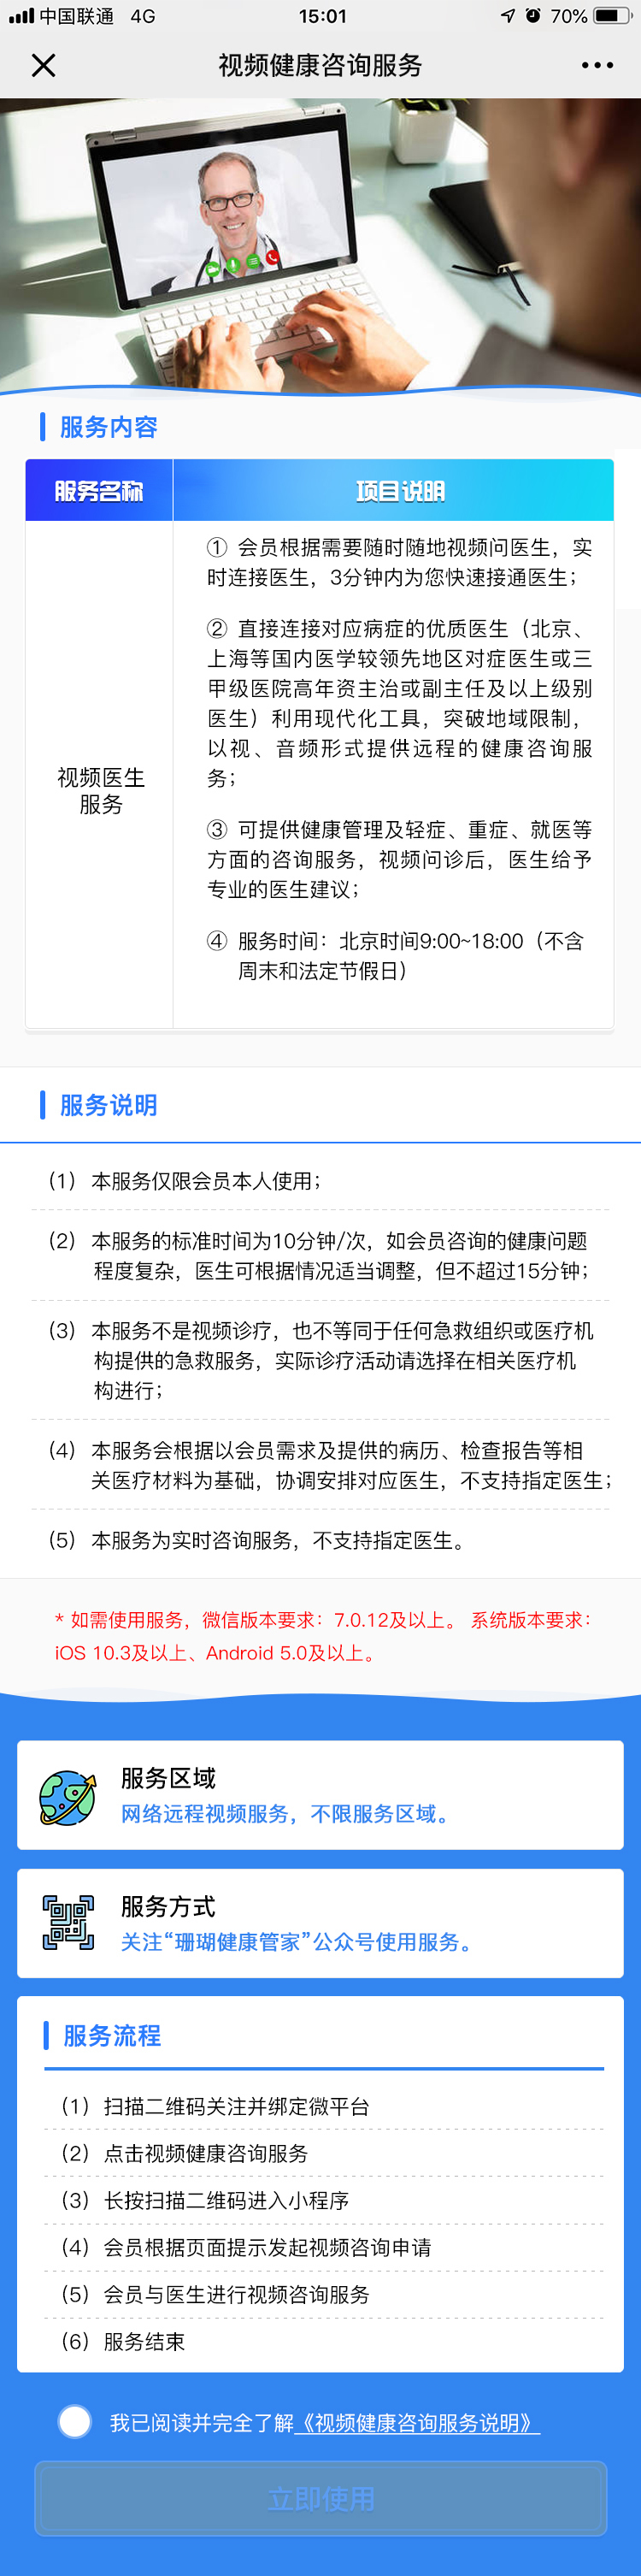 中国联通 4G 15:01 70%
视频健康咨询服务
服务内容
服务名称 项目说明
① 会员根据需要随时随地视频问医生，实
时连接医生，3分钟内为您快速接通医生；
② 直接连接对应病症的优质医生（北京、
上海等国内医学较领先地区对症医生或三
甲级医院高年资主治或副主任及以上级别
医生）利用现代化工具，突破地域限制，
以视、音频形式提供远程的健康咨询服
务；
视频医生
服务
③ 可提供健康管理及轻症、重症、就医等
方面的咨询服务，视频问诊后，医生给予
专业的医生建议；
④ 服务时间：北京时间9:00~18:00（不含
周末和法定节假日）
服务说明
（1） 本服务仅限会员本人使用；
（2） 本服务的标准时间为10分钟/次，如会员咨询的健康问题
程度复杂，医生可根据情况适当调整，但不超过15分钟；
（3） 本服务不是视频诊疗，也不等同于任何急救组织或医疗机
构提供的急救服务，实际诊疗活动请选择在相关医疗机
构进行；
（4） 本服务会根据以会员需求及提供的病历、检查报告等相
关医疗材料为基础，协调安排对应医生，不支持指定医生；
（5） 本服务为实时咨询服务，不支持指定医生。
* 如需使用服务，微信版本要求：7.0.12及以上。 系统版本要求：
iOS 10.3及以上、Android 5.0及以上。
服务区域
网络远程视频服务，不限服务区域。
服务方式
关注“珊瑚健康管家”公众号使用服务。
服务流程
（1） 扫描二维码关注并绑定微平台
（2） 点击视频健康咨询服务
（3） 长按扫描二维码进入小程序
（4） 会员根据页面提示发起视频咨询申请
（5） 会员与医生进行视频咨询服务
（6） 服务结束
我已阅读并完全了解《视频健康咨询服务说明》
立即使用